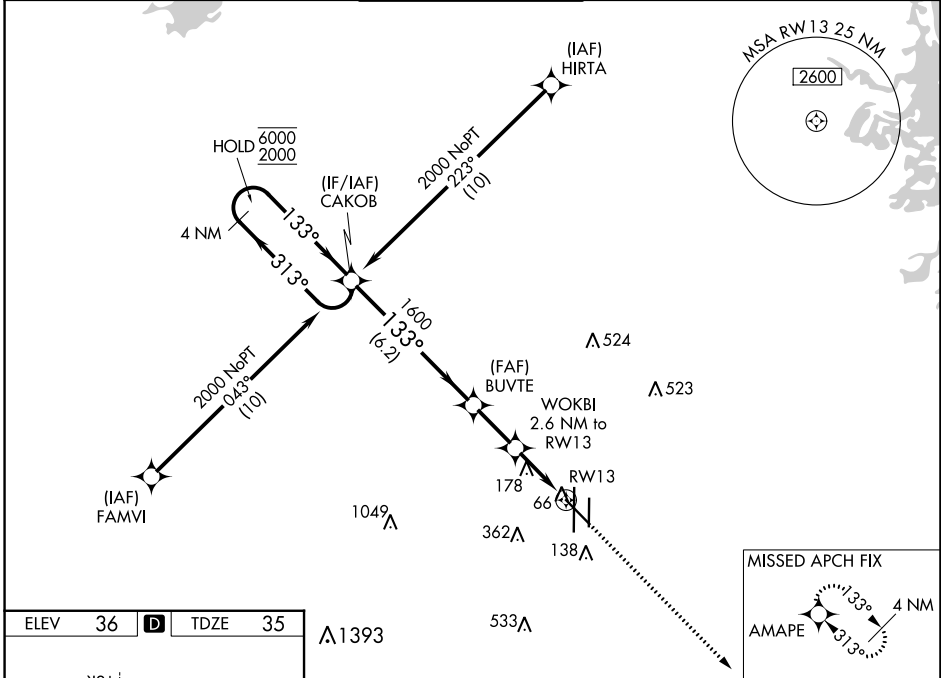 MSA RW13 25 NM
2600
(IAF)
HIRTA
2000 NoPT
223°
(10)
HOLD 6000
2000
(IF/IAF)
CAKOB
4 NM
133°
313°
1600
133°
(6.2)
524
(FAF)
BUVTE
523
2000 NoPT
043°
(10)
WOKBI
2.6 NM to
RW13
RW13
178
66
(IAF)
FAMVI
1049
362
138
MISSED APCH FIX
133°
4 NM
AMAPE
313°
ELEV 36 D TDZE 35
1393
533